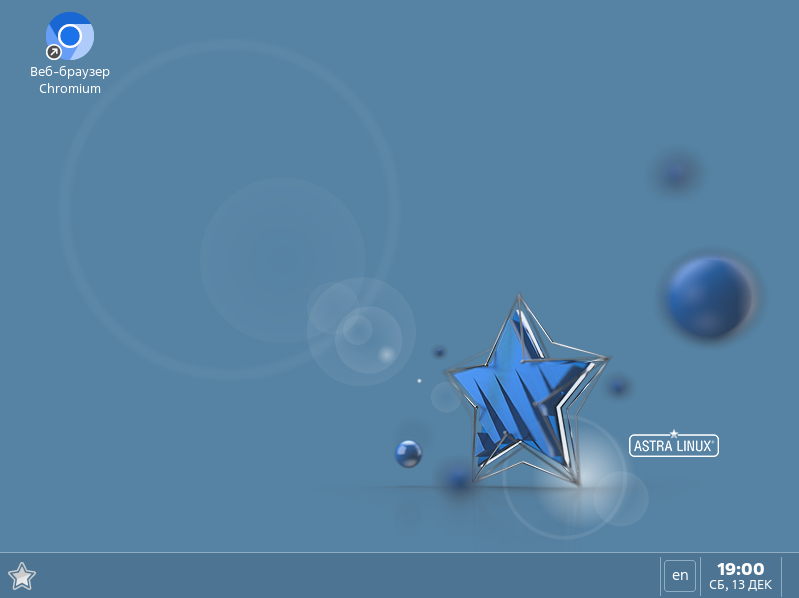 Веб-браузер
Chromium
ASTRA LINUX®
en
19:00
СБ, 13 ДЕК